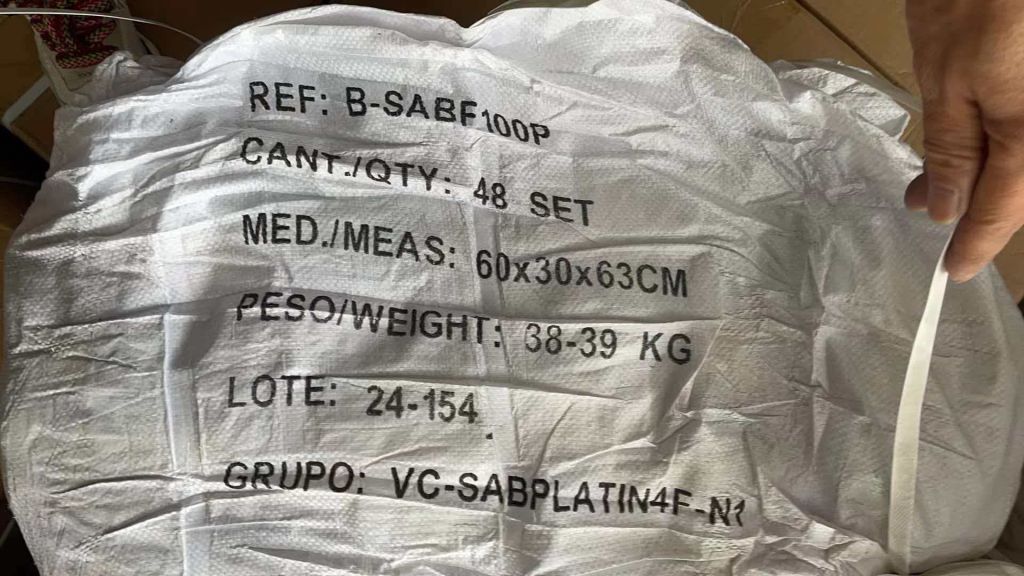 REF: B-SABF100P
CANT./QTY: 48 SET
MED./MEAS: 60x30x63CM
PESO/WEIGHT: 38-39 KG
LOTE: 24-154
GRUPO: VC-SABPLATIN4F-N1